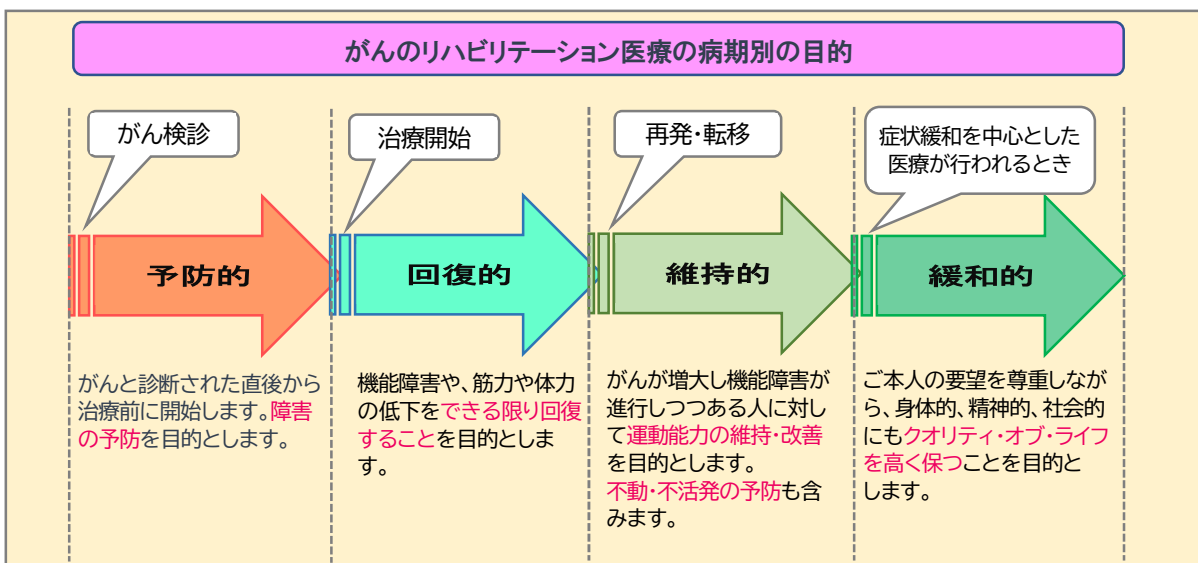 がんのリハビリテーション医療の病期別の目的
がん検診
治療開始
再発・転移
症状緩和を中心とした
医療が行われるとき
予防的
回復的
維持的
緩和的
がんと診断された直後から
治療前に開始します。障害
の予防を目的とします。
機能障害や、筋力や体力
の低下をできる限り回復
することを目的としま
す。
がんが増大し機能障害が
進行しつつある人に対し
て運動能力の維持・改善
を目的とします。
不動・不活発の予防も含
みます。
ご本人の要望を尊重しなが
ら、身体的、精神的、社会的
にもクオリティ・オブ・ライフ
を高く保つことを目的と
します。